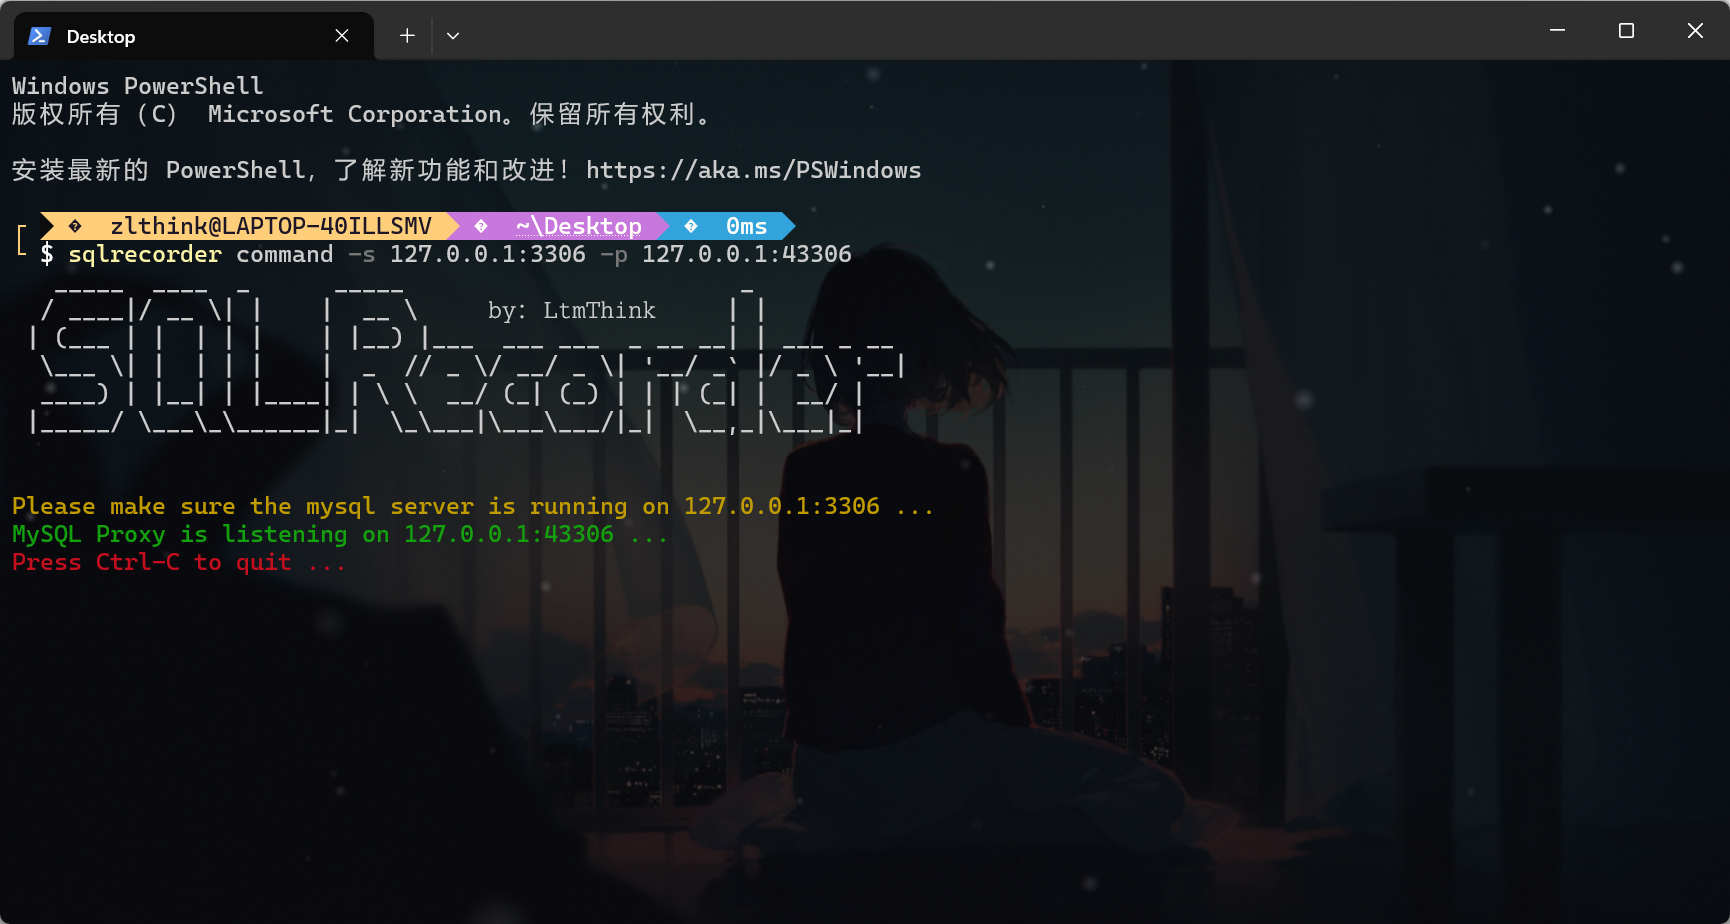 Desktop
Windows PowerShell
版权所有 (C) Microsoft Corporation。保留所有权利。
安装最新的 PowerShell，了解新功能和改进！https://aka.ms/PSWindows
zlthink@LAPTOP-40ILLSMV ~\Desktop 0ms
$ sqlrecorder command -s 127.0.0.1:3306 -p 127.0.0.1:43306
SQLRecorder
by: LtmThink
Please make sure the mysql server is running on 127.0.0.1:3306 ...
MySQL Proxy is listening on 127.0.0.1:43306 ...
Press Ctrl-C to quit ...